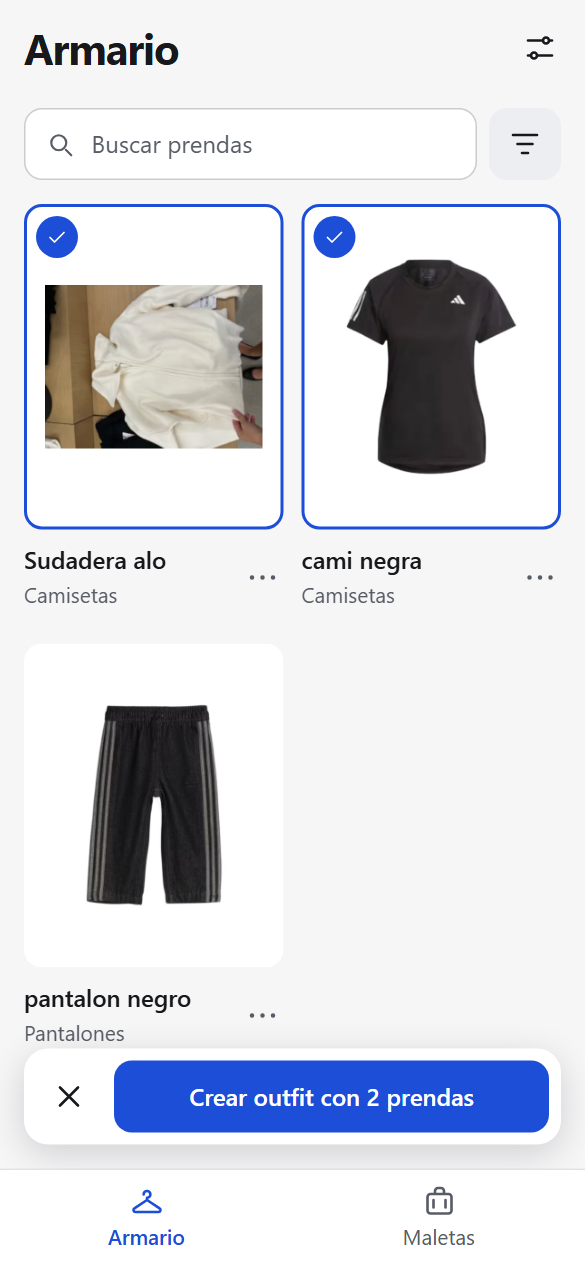 Armario
Buscar prendas
Sudadera alo
Camisetas
cami negra
Camisetas
pantalon negro
Pantalones
Crear outfit con 2 prendas
Armario
Maletas